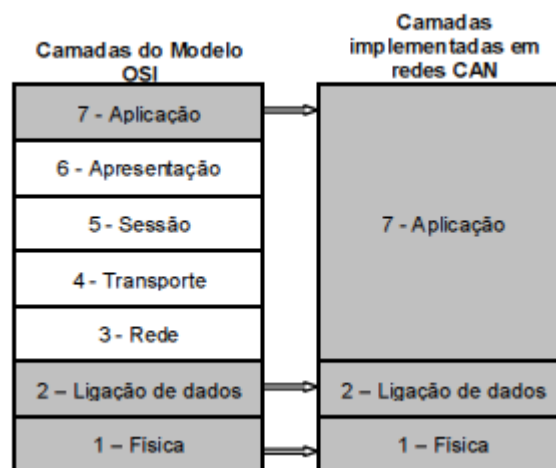 Camadas do Modelo
OSI
7 - Aplicação
6 - Apresentação
5 - Sessão
4 - Transporte
3 - Rede
2 – Ligação de dados
1 – Física
Camadas
implementadas em
redes CAN
7 - Aplicação
2 – Ligação de dados
1 – Física